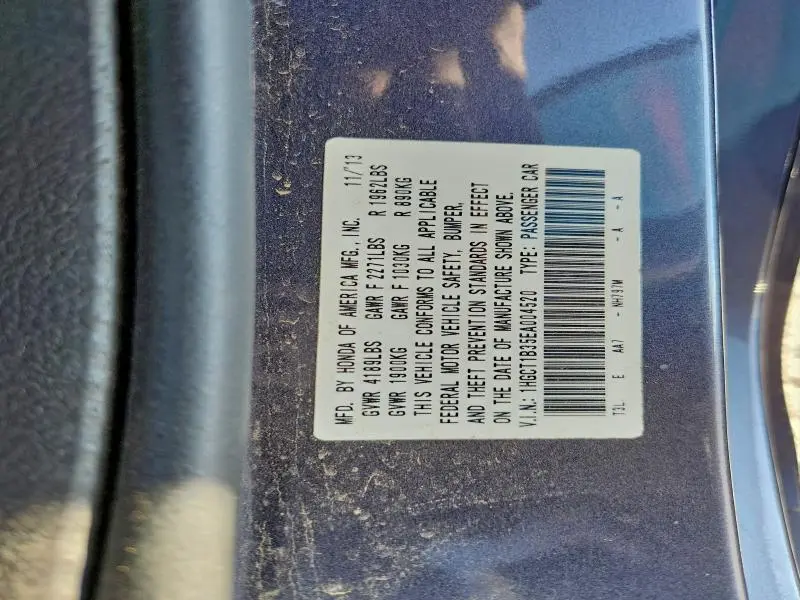 MFD. BY HONDA OF AMERICA MFG., INC. 11/13
GVWR 4189LBS GAWR F 2271LBS R 1962LBS
GVWR 1900KG GAWR F 1030KG R 890KG
THIS VEHICLE CONFORMS TO ALL APPLICABLE
FEDERAL MOTOR VEHICLE SAFETY, BUMPER,
AND THEFT PREVENTION STANDARDS IN EFFECT
ON THE DATE OF MANUFACTURE SHOWN ABOVE.
V.I.N.: 1HGCT1B35EA004520 TYPE: PASSENGER CAR
T3L E AA7 - NH797M - A - A